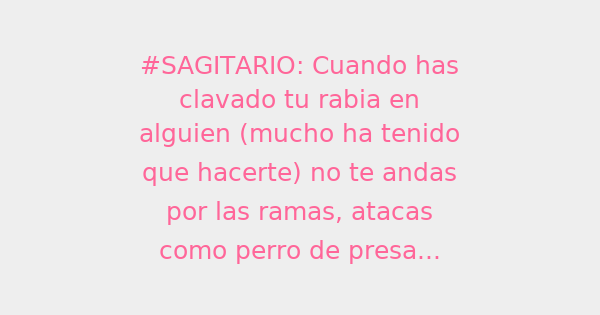 #SAGITARIO: Cuando has
clavado tu rabia en
alguien (mucho ha tenido
que hacerte) no te andas
por las ramas, atacas
como perro de presa...